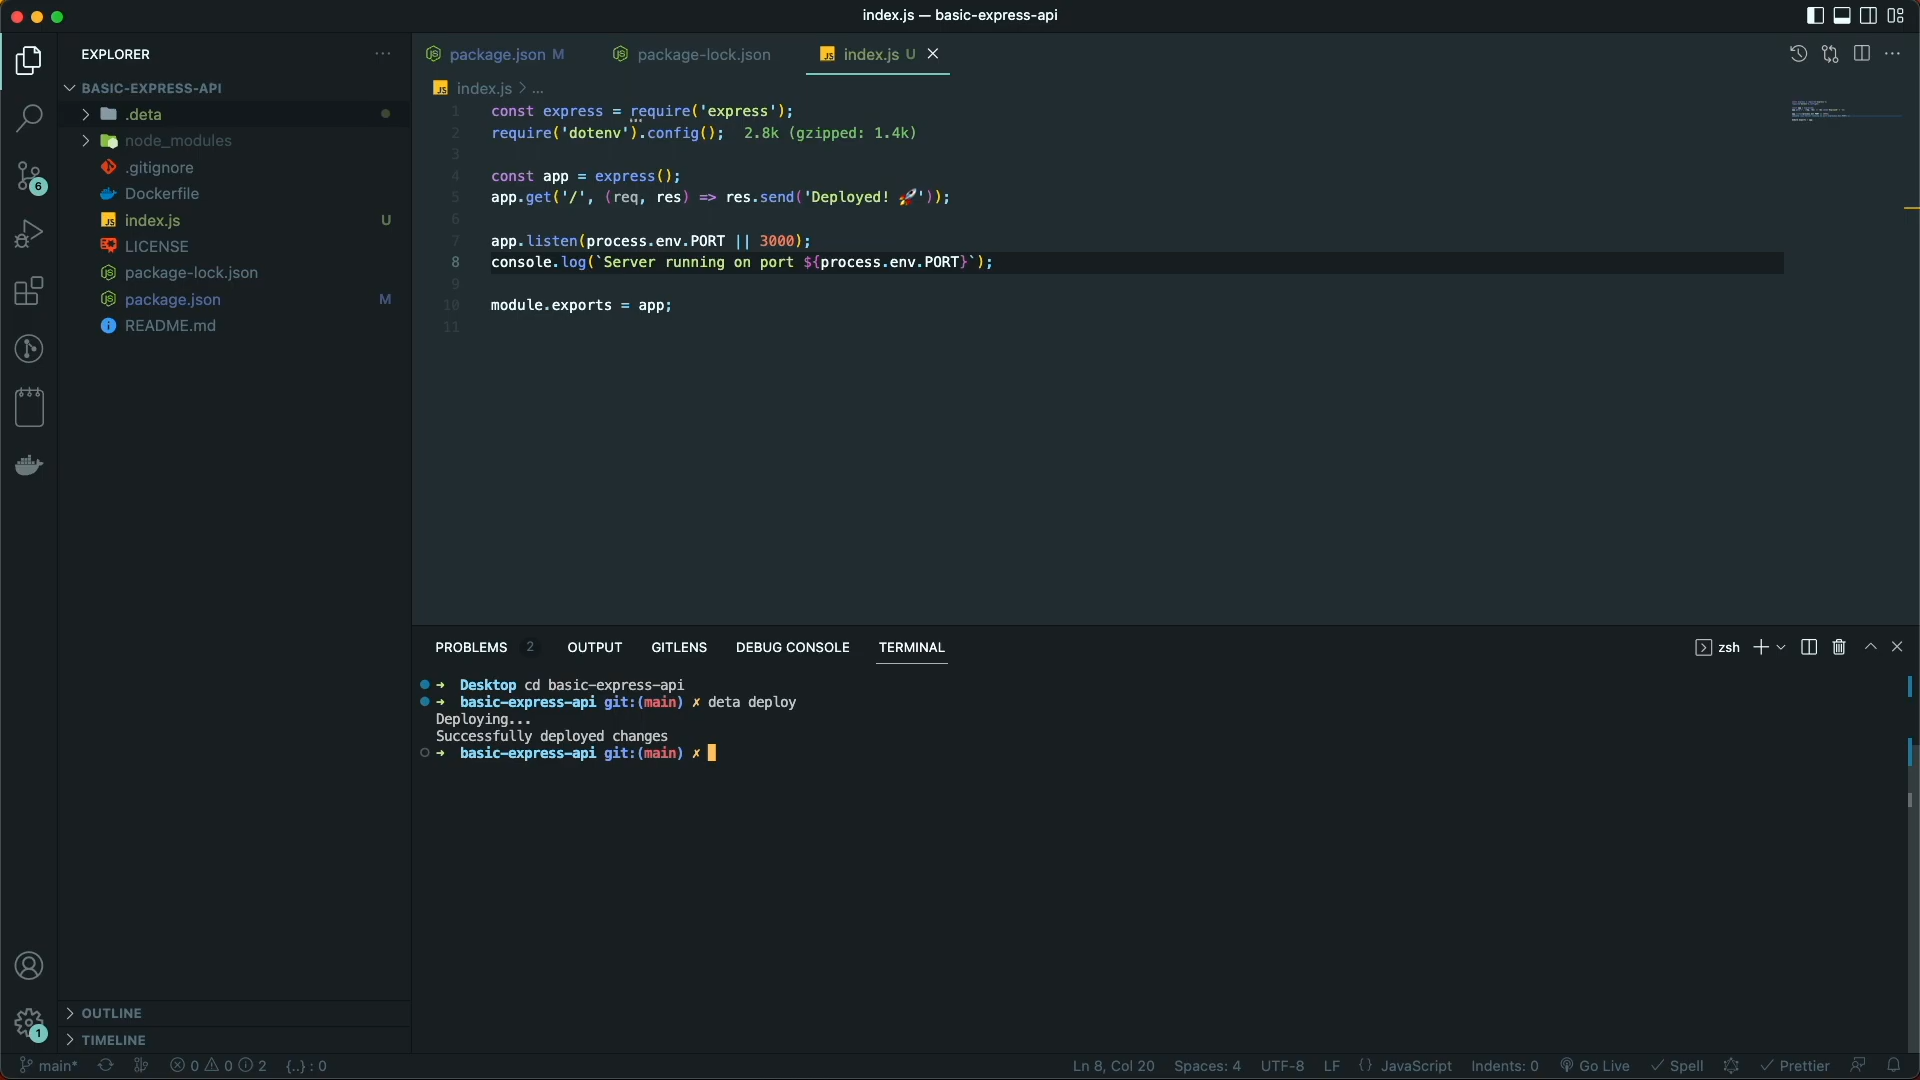 index.js — basic-express-api
EXPLORER
BASIC-EXPRESS-API
.deta
node_modules
.gitignore
Dockerfile
index.js U
LICENSE
package-lock.json
package.json M
README.md
OUTLINE
TIMELINE
6
1
package.json M
package-lock.json
JS index.js U
JS index.js > ...
1 const express = require('express');
2 require('dotenv').config(); 2.8k (gzipped: 1.4k)
3
4 const app = express();
5 app.get('/', (req, res) => res.send('Deployed! 🚀'));
6
7 app.listen(process.env.PORT || 3000);
8 console.log(`Server running on port ${process.env.PORT}`);
9
10 module.exports = app;
11
PROBLEMS 2 OUTPUT GITLENS DEBUG CONSOLE TERMINAL
zsh
➜ Desktop cd basic-express-api
➜ basic-express-api git:(main) ✗ deta deploy
Deploying...
Successfully deployed changes
➜ basic-express-api git:(main) ✗
main* 0 0 2 {..} : 0
Ln 8, Col 20 Spaces: 4 UTF-8 LF {} JavaScript Indents: 0 Go Live ✓ Spell ✓ Prettier